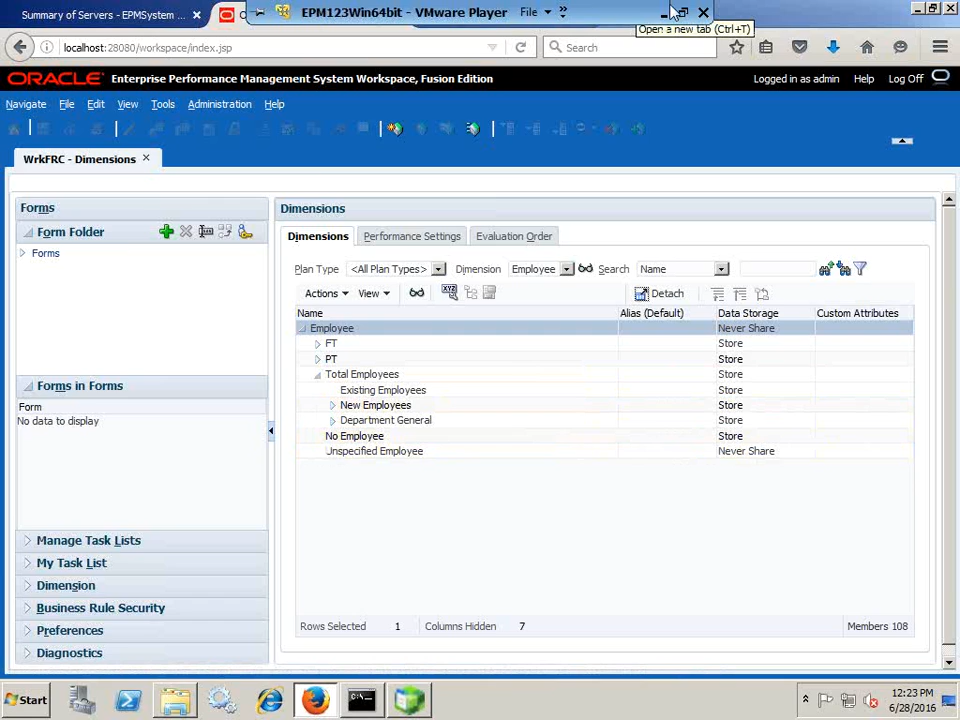 Summary of Servers - EPMSystem ...
EPM123Win64bit - VMware Player File
Open a new tab (Ctrl+T)
localhost:28080/workspace/index.jsp
Search
ORACLE Enterprise Performance Management System Workspace, Fusion Edition
Logged in as admin Help Log Off
Navigate File Edit View Tools Administration Help
WrkFRC - Dimensions
Forms
Form Folder
Forms
Forms in Forms
Form
No data to display
Manage Task Lists
My Task List
Dimension
Business Rule Security
Preferences
Diagnostics
Dimensions
Dimensions Performance Settings Evaluation Order
Plan Type <All Plan Types> Dimension Employee Search Name
Actions View XYZ Detach
Name Alias (Default) Data Storage Custom Attributes
Employee Never Share
FT Store
PT Store
Total Employees Store
Existing Employees Store
New Employees Store
Department General Store
No Employee Store
Unspecified Employee Never Share
Rows Selected 1 Columns Hidden 7 Members 108
Start
C:\_
12:23 PM
6/28/2016